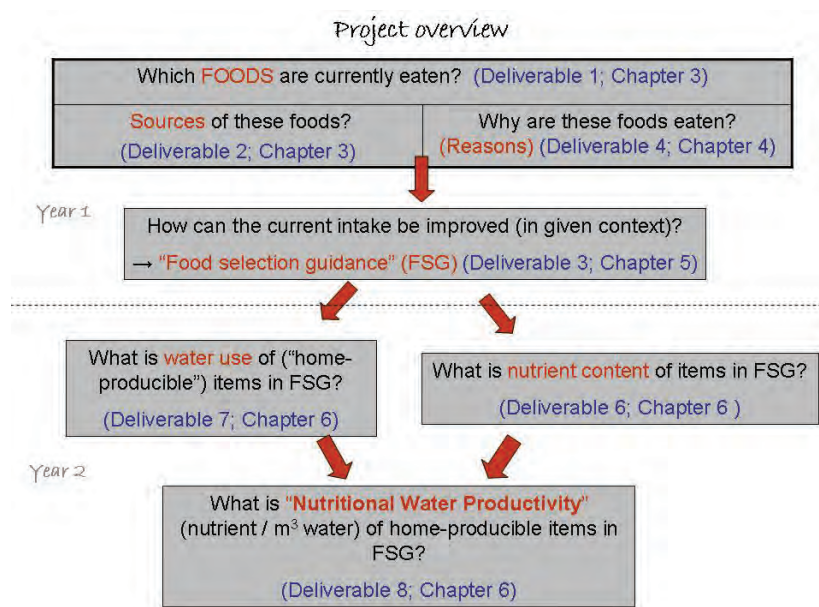 Project overview
Which FOODS are currently eaten? (Deliverable 1; Chapter 3)
Sources of these foods?
(Deliverable 2; Chapter 3)
Why are these foods eaten?
(Reasons) (Deliverable 4; Chapter 4)
Year 1
How can the current intake be improved (in given context)?
→ “Food selection guidance” (FSG) (Deliverable 3; Chapter 5)
What is water use of (“home-
producible”) items in FSG?
(Deliverable 7; Chapter 6)
What is nutrient content of items in FSG?
(Deliverable 6; Chapter 6 )
Year 2
What is “Nutritional Water Productivity”
(nutrient / m³ water) of home-producible items in
FSG?
(Deliverable 8; Chapter 6)